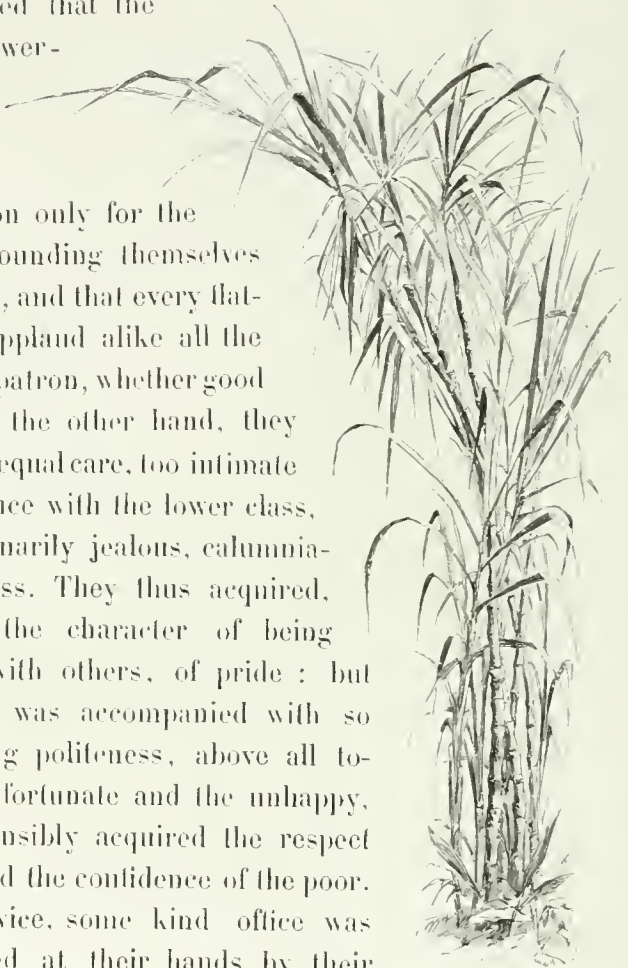 ed that the
wer-
on only for the
ounding themselves
, and that every flat-
pplaud alike all the
patron, whether good
the other hand, they
equal care, too intimate
nce with the lower class,
narily jealous, calumnia-
ss. They thus acquired,
the character of being
with others, of pride : but
was accompanied with so
g politeness, above all to-
fortunate and the unhappy,
nsibly acquired the respect
d the confidence of the poor.
vice, some kind office was
ed at their hands by their